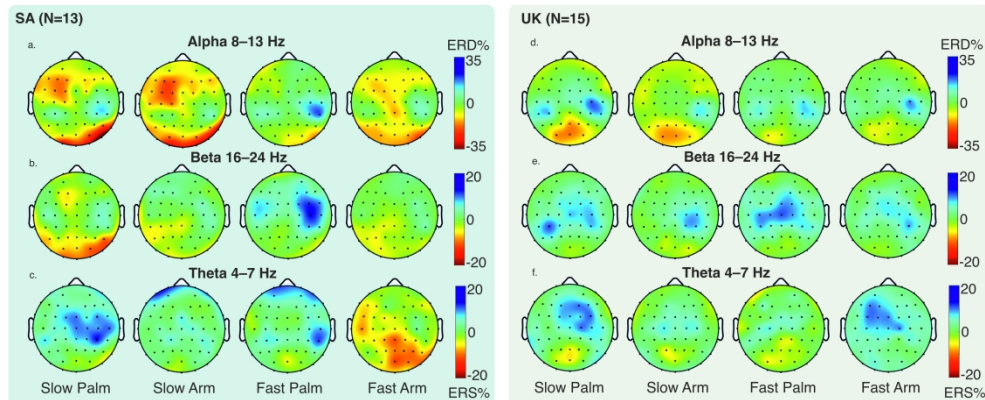 SA (N=13)
a.
Alpha 8–13 Hz
ERD%
35
0
-35
b.
Beta 16–24 Hz
20
0
-20
c.
Theta 4–7 Hz
20
0
-20
Slow Palm
Slow Arm
Fast Palm
Fast Arm
ERS%
UK (N=15)
d.
Alpha 8–13 Hz
ERD%
35
0
-35
e.
Beta 16–24 Hz
20
0
-20
f.
Theta 4–7 Hz
20
0
-20
Slow Palm
Slow Arm
Fast Palm
Fast Arm
ERS%